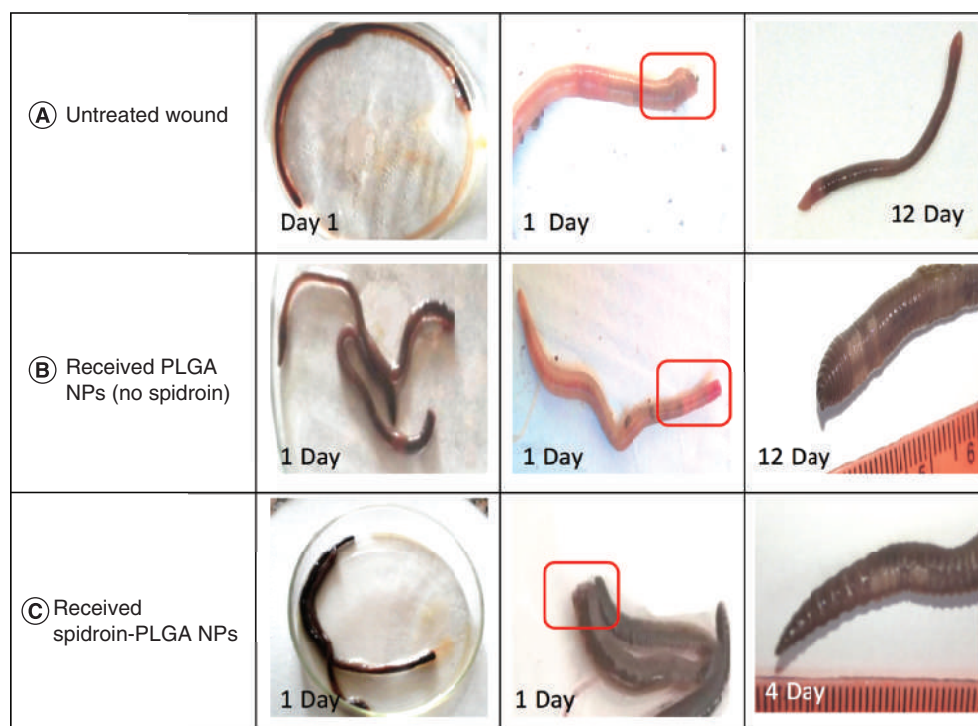 A Untreated wound
Day 1
1 Day
12 Day
B Received PLGA
NPs (no spidroin)
1 Day
1 Day
12 Day
6
C Received
spidroin-PLGA NPs
1 Day
1 Day
4 Day